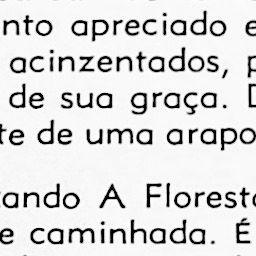 nto apreciado e
acinzentados, p
de sua graça. D
te de uma arapo
ando A Floresta
e caminhada. É